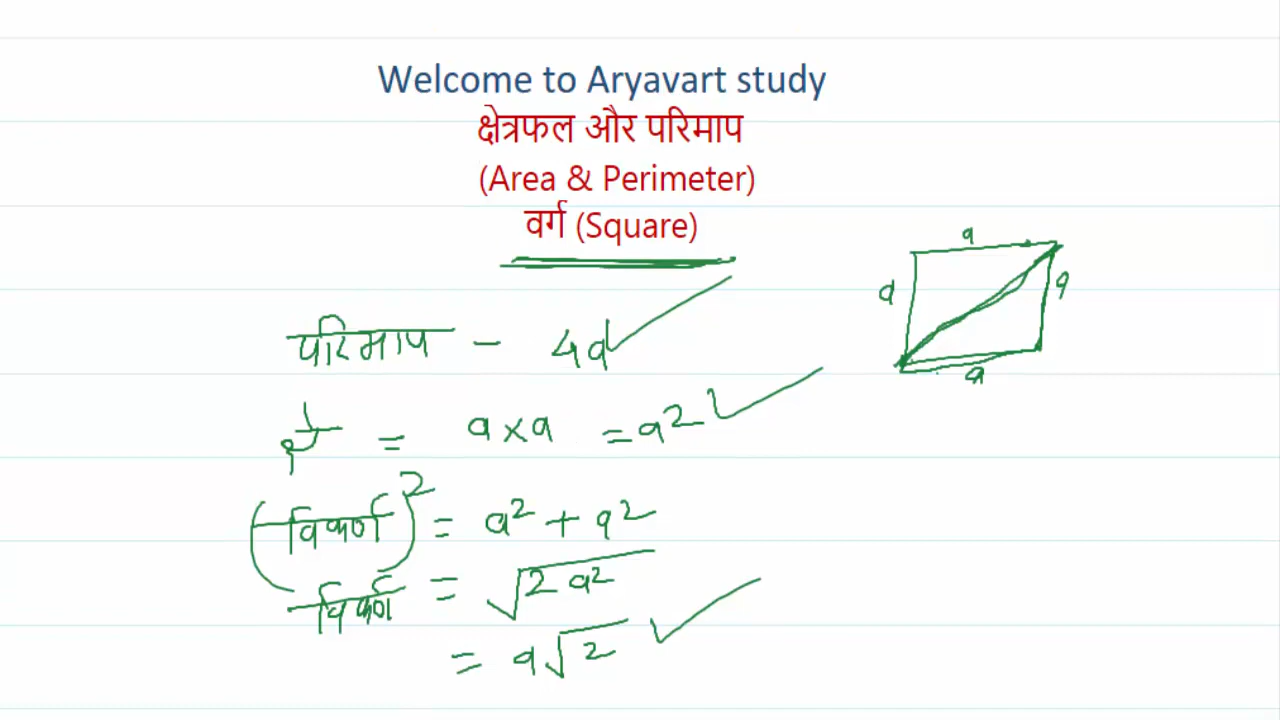 Welcome to Aryavart study
क्षेत्रफल और परिमाप
(Area & Perimeter)
वर्ग (Square)
a
a
a
परिमाप - 4a
a
क्षे = a × a = a²
(विकर्ण)² = a² + a²
विकर्ण = √2a²
= a√2